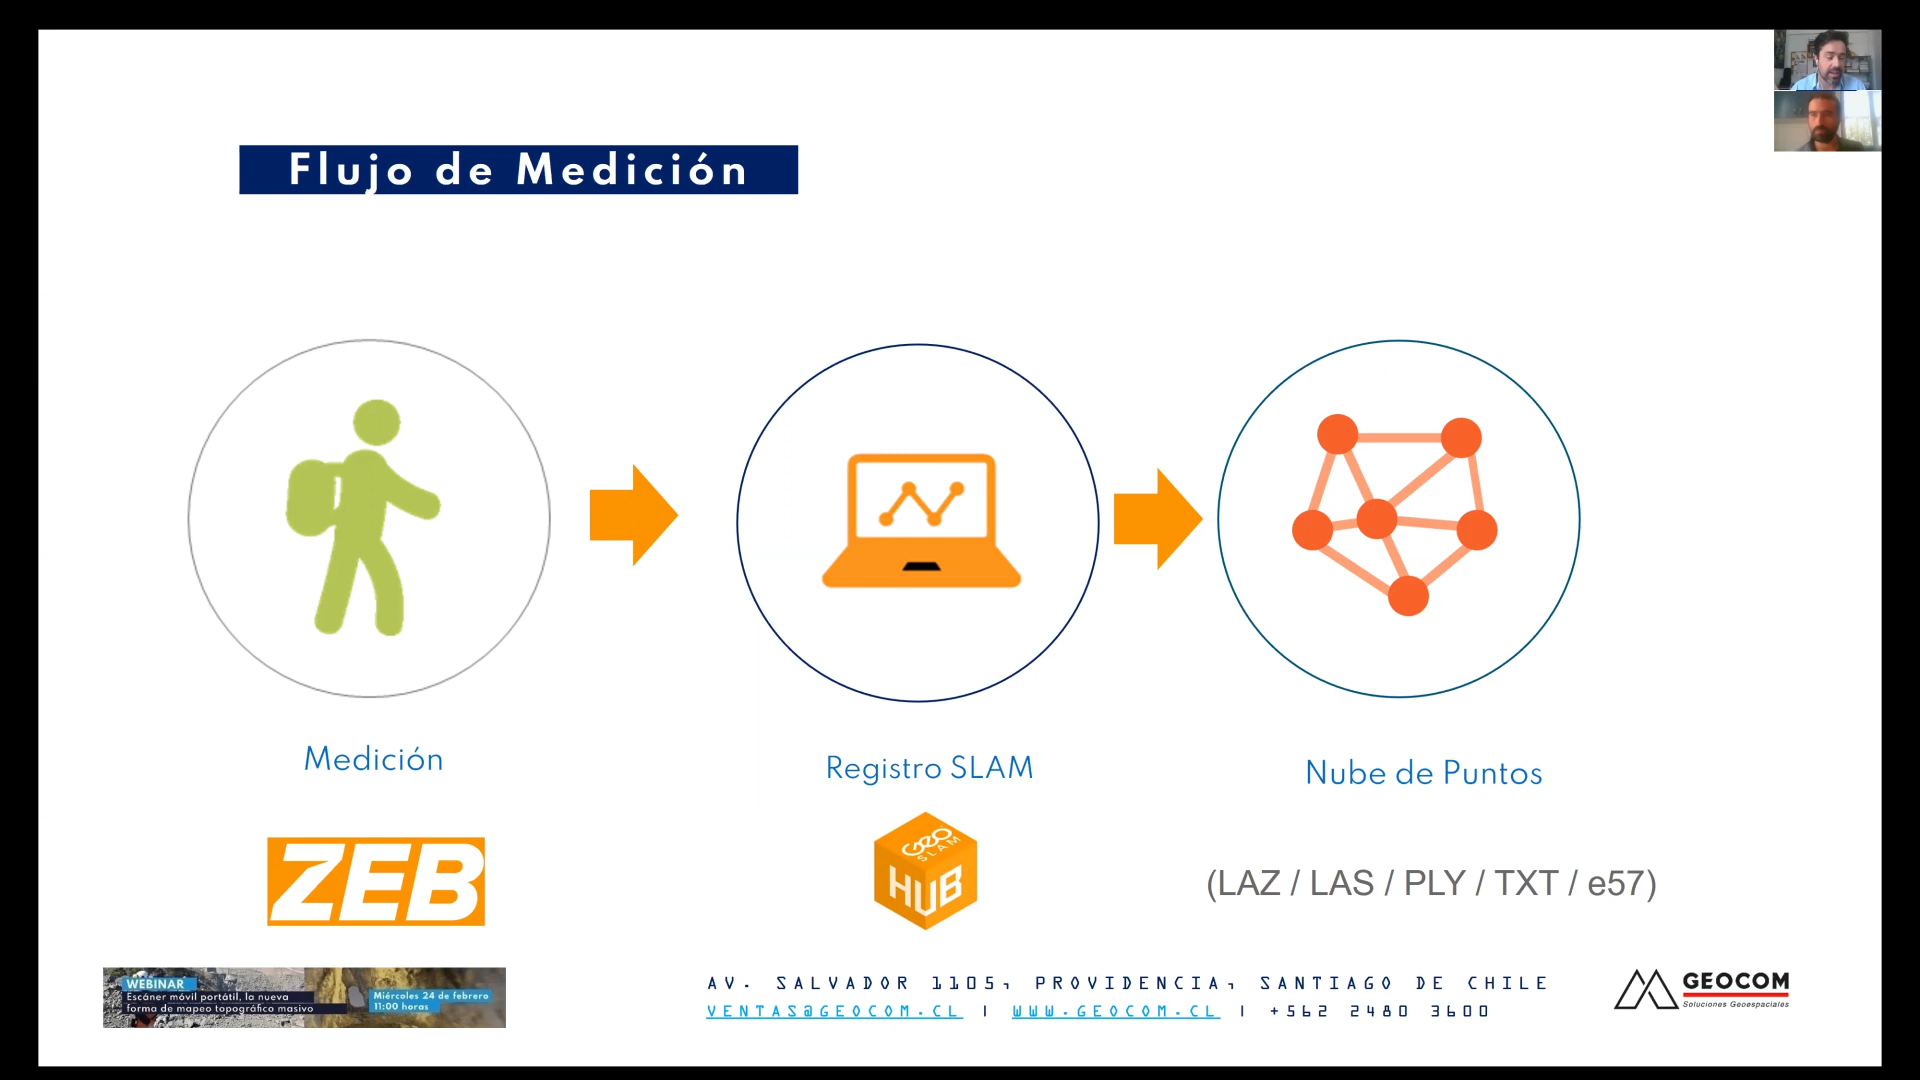 Flujo de Medición
Medición
Registro SLAM
Nube de Puntos
ZEB
GEO
SLAM
HUB
(LAZ / LAS / PLY / TXT / e57)
WEBINAR
Escáner móvil portátil, la nueva
forma de mapeo topográfico masivo
Miércoles 24 de febrero
11:00 horas
AV. SALVADOR 1105, PROVIDENCIA, SANTIAGO DE CHILE
VENTAS@GEOCOM.CL | WWW.GEOCOM.CL | +562 2480 3600
GEOCOM
Soluciones Geoespaciales